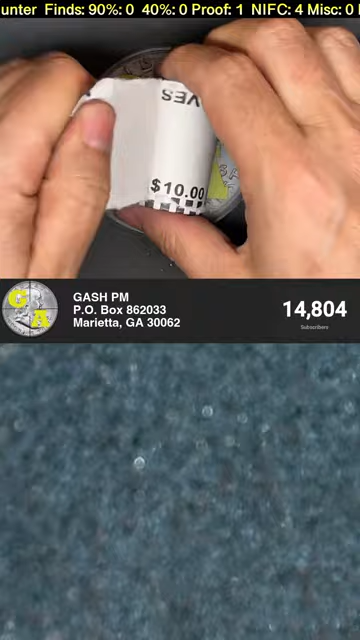 unter Finds: 90%: 0 40%: 0 Proof: 1 NIFC: 4 Misc: 0
VES
$10.00
GASH PM
P.O. Box 862033
Marietta, GA 30062
14,804
Subscribers
G
A